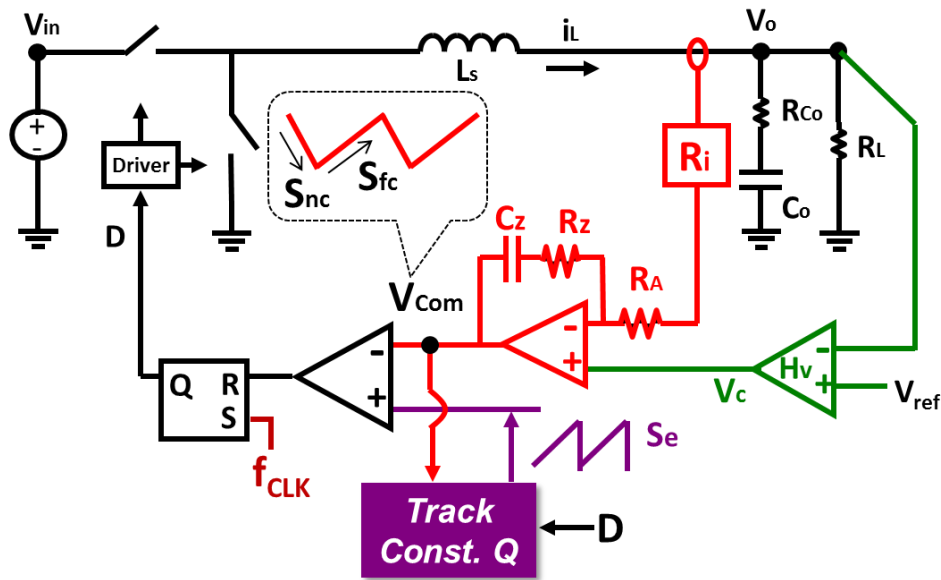 Vin
iL
Vo
Ls
RCo
RL
Driver
Ri
Snc
Sfc
Co
D
Cz
Rz
RA
VCom
-
+
-
+
-
+
Hv
Vc
Vref
Q
R
S
fCLK
Se
Track
Const. Q
D
+
-